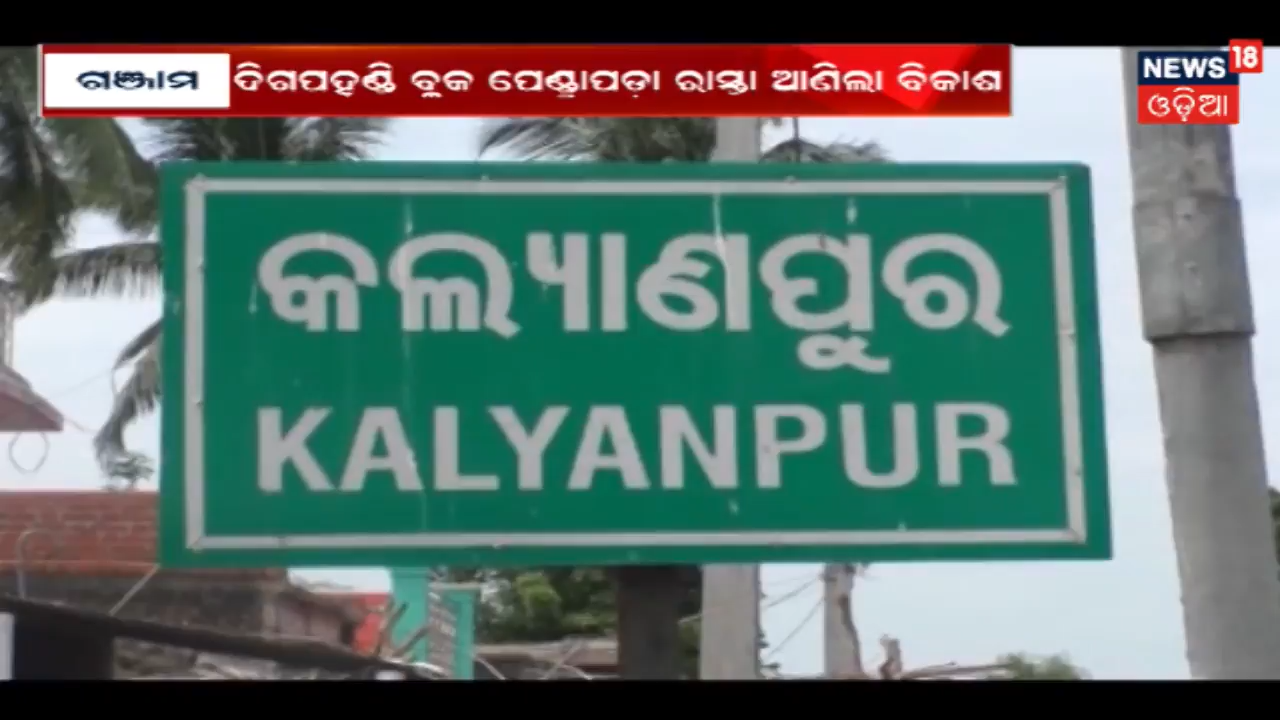 ଗଞ୍ଜାମ
ଦିଗପହଣ୍ଡି ବ୍ଲକ ପେଣ୍ଠାପଡ଼ା ରାସ୍ତା ଆଣିଲା ବିକାଶ
NEWS 18
ଓଡ଼ିଆ
କଲ୍ୟାଣପୁର
KALYANPUR